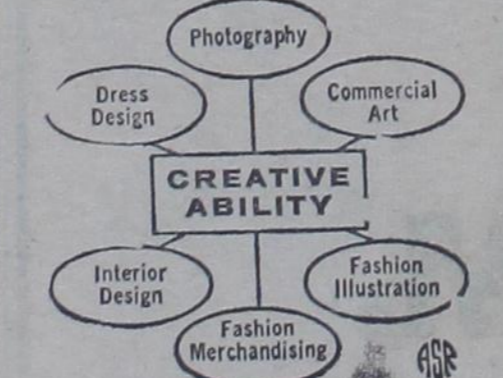 Photography
Dress
Design
Commercial
Art
CREATIVE
ABILITY
Interior
Design
Fashion
Illustration
Fashion
Merchandising
ASR